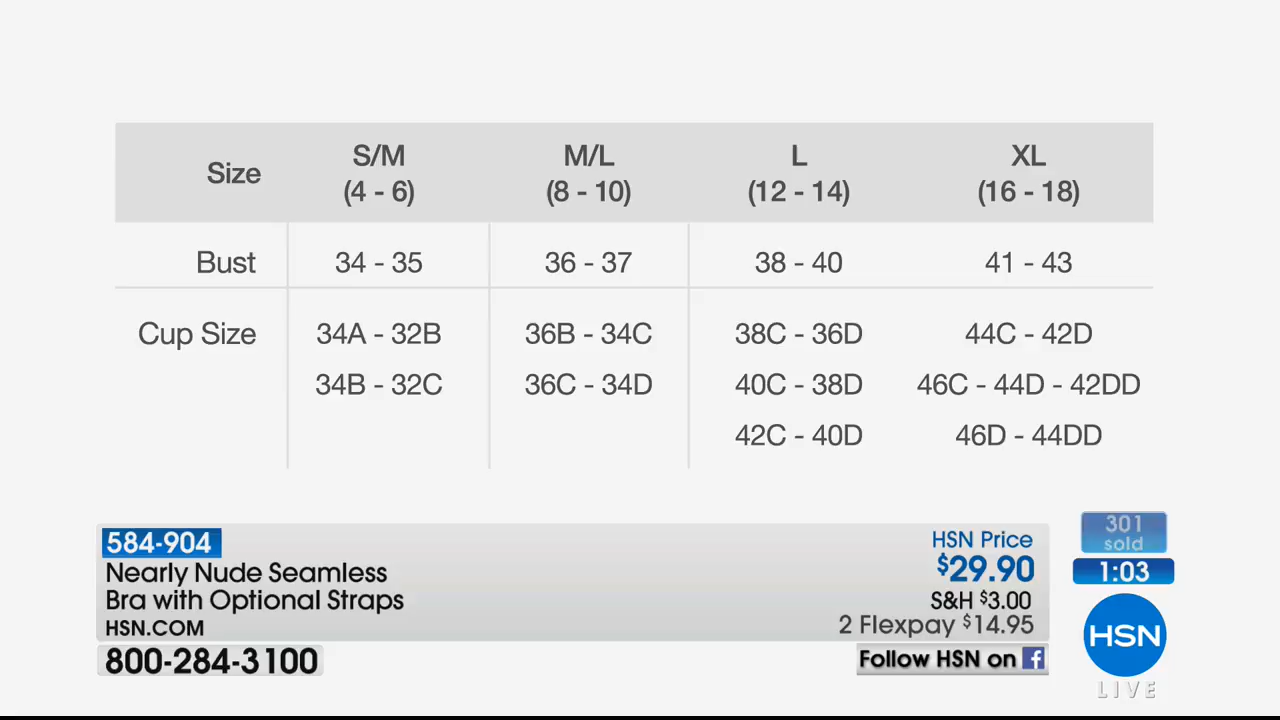 Size S/M M/L L XL
(4 - 6) (8 - 10) (12 - 14) (16 - 18)
Bust 34 - 35 36 - 37 38 - 40 41 - 43
Cup Size 34A - 32B 36B - 34C 38C - 36D 44C - 42D
34B - 32C 36C - 34D 40C - 38D 46C - 44D - 42DD
42C - 40D 46D - 44DD
584-904
Nearly Nude Seamless
Bra with Optional Straps
HSN.COM
800-284-3100
HSN Price
$29.90
S&H $3.00
2 Flexpay $14.95
Follow HSN on f
301
sold
1:03
HSN
LIVE